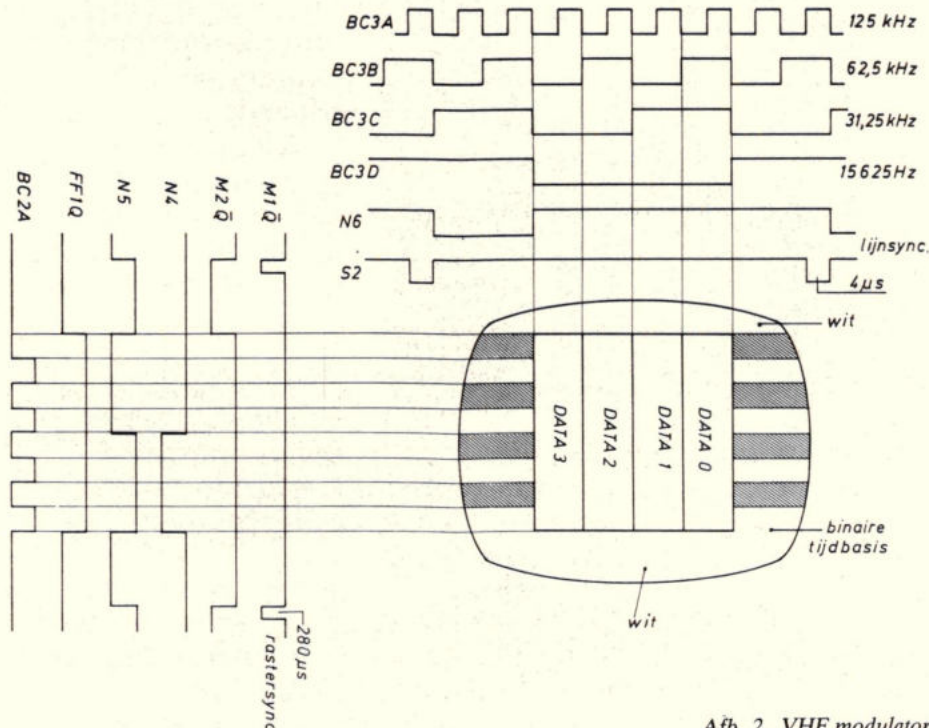 BC3A 125 kHz
BC3B 62,5 kHz
BC3C 31,25 kHz
BC3D 15625Hz
N6
lijnsync.
S2
4µs
BC2A
FF1Q
N5
N4
M2 Q̅
M1 Q̅
wit
DATA 3
DATA 2
DATA 1
DATA 0
binaire
tijdbasis
wit
280µs
rastersync
Afb. 2. VHF modulator